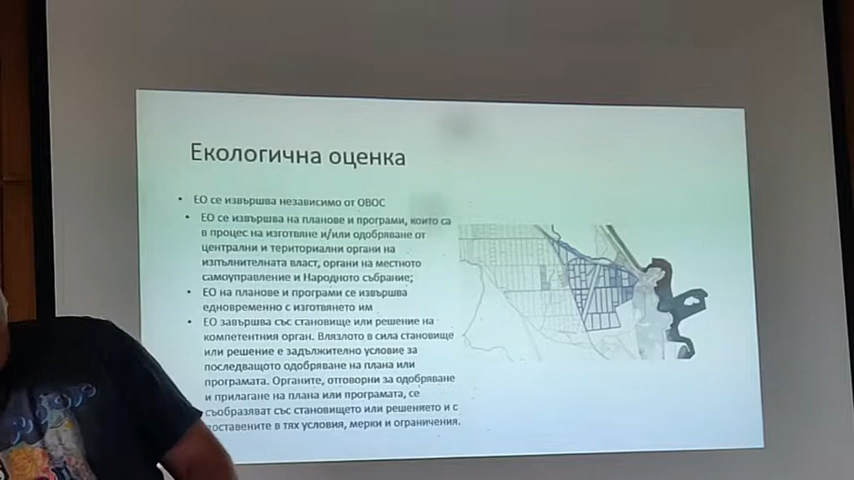 Екологична оценка
• ЕО се извършва независимо от ОВОС
• ЕО се извършва на планове и програми, които са
в процес на изготвяне и/или одобряване от
централни и териториални органи на
изпълнителната власт, органи на местното
самоуправление и Народното събрание;
• ЕО на планове и програми се извършва
едновременно с изготвянето им
• ЕО завършва със становище или решение на
компетентния орган. Влязлото в сила становище
или решение е задължително условие за
последващото одобряване на плана или
програмата. Органите, отговорни за одобряване
и прилагане на плана или програмата, се
съобразяват със становището или решението и с
поставените в тях условия, мерки и ограничения.